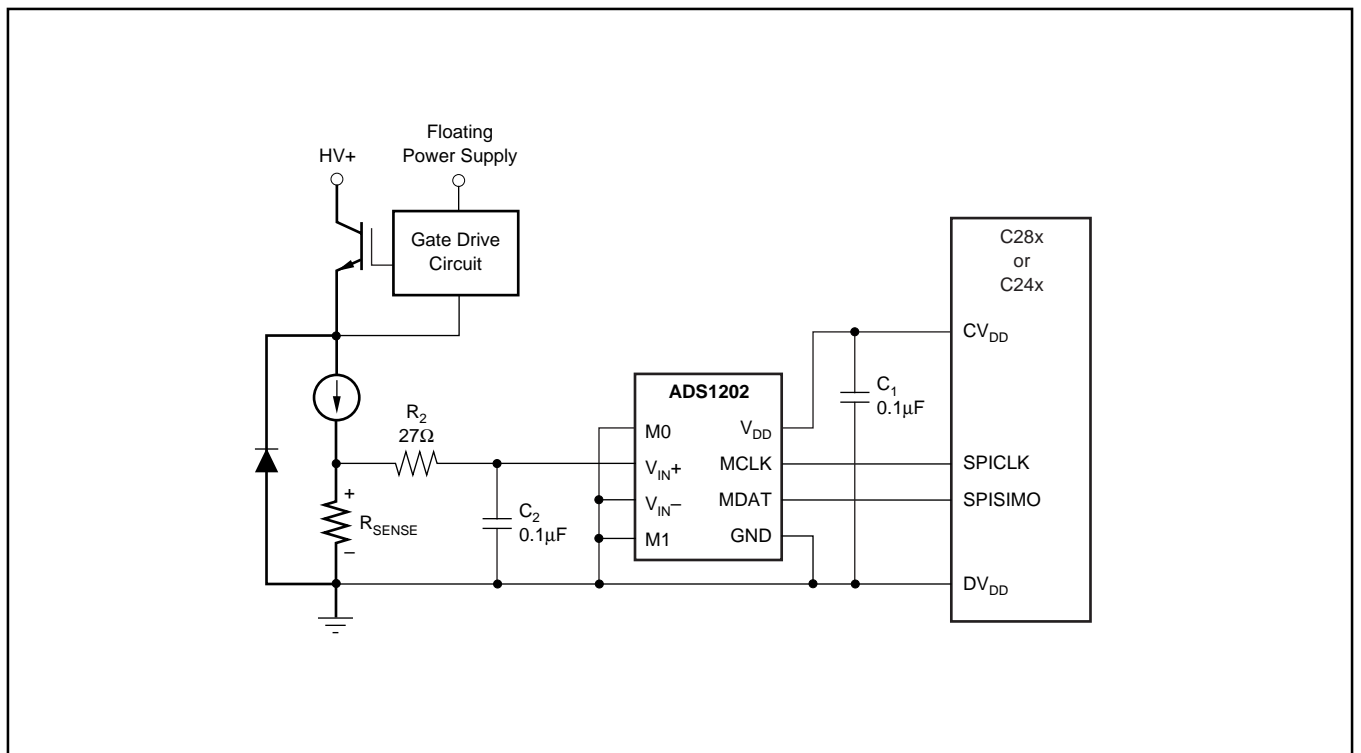 Floating
Power Supply
HV+
Gate Drive
Circuit
C28x
or
C24x
CV_DD
ADS1202
C_1
0.1μF
R_2
27Ω
M0
V_DD
V_IN+
MCLK
SPICLK
V_IN–
MDAT
SPISIMO
M1
GND
C_2
0.1μF
+
R_SENSE
–
DV_DD